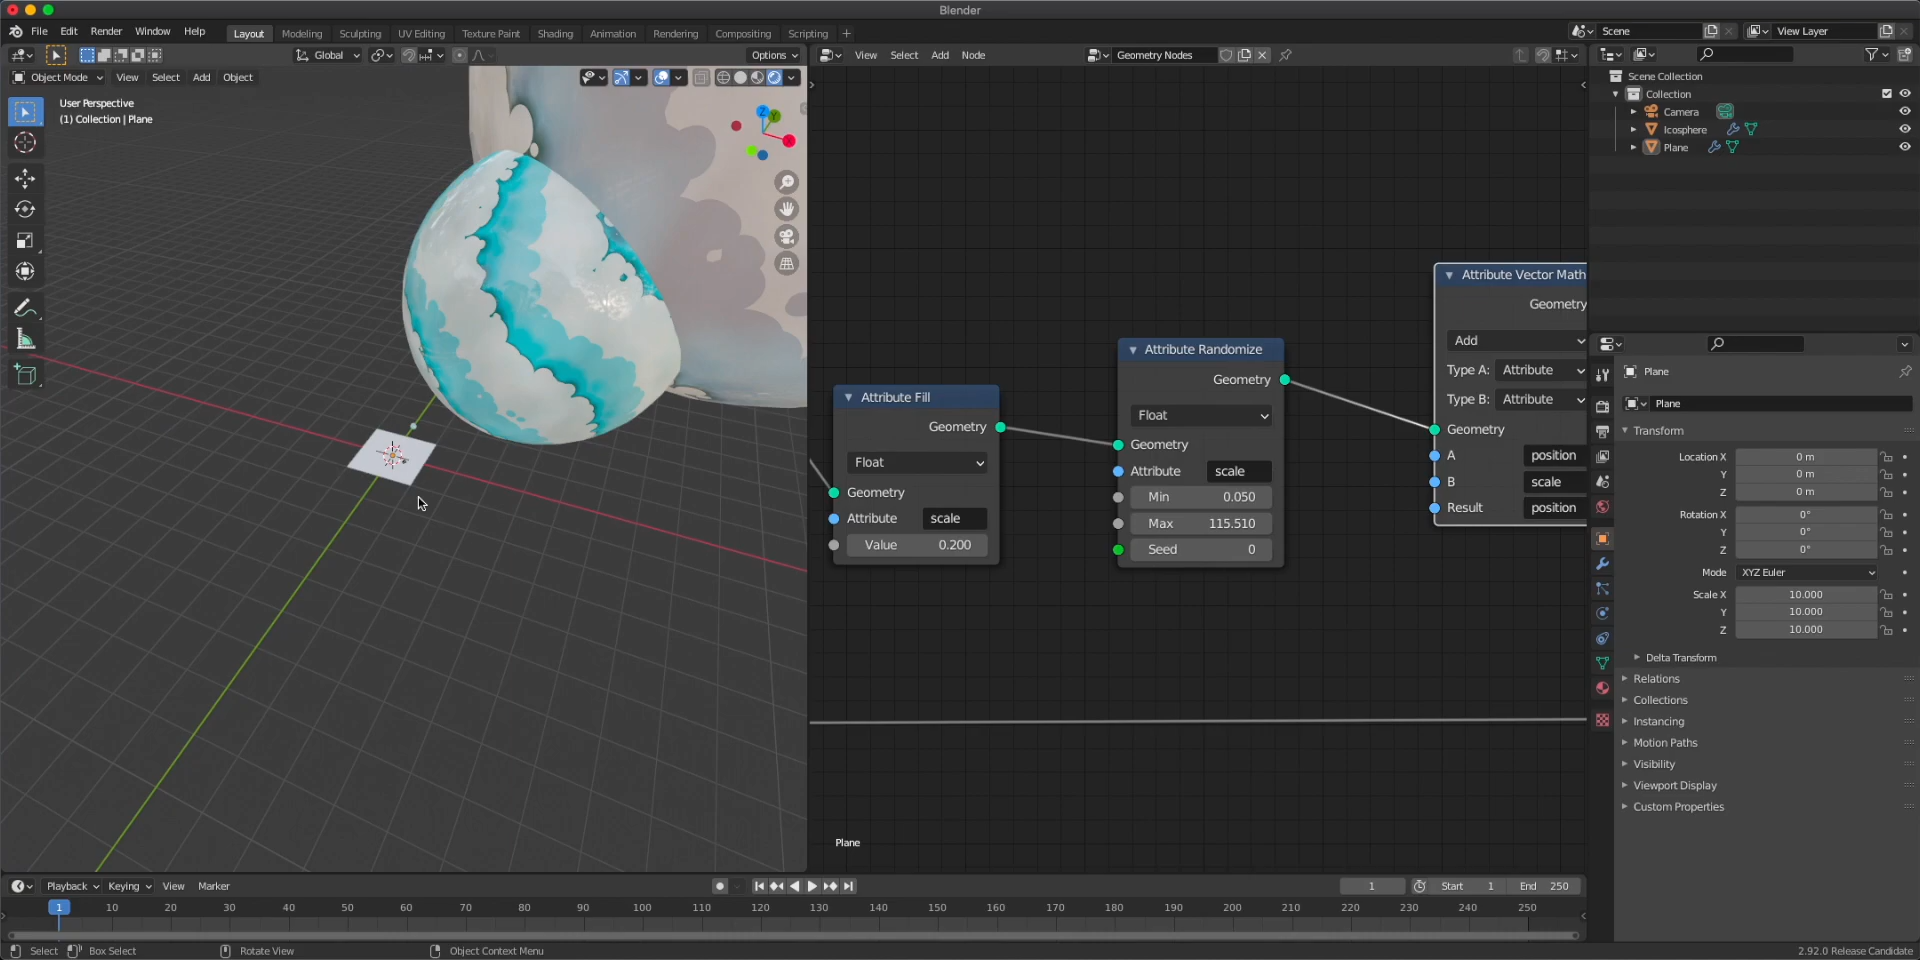 Blender
File Edit Render Window Help
Layout Modeling Sculpting UV Editing Texture Paint Shading Animation Rendering Compositing Scripting +
Scene
View Layer
Global
Options
View Select Add Node
Geometry Nodes
Object Mode View Select Add Object
User Perspective
(1) Collection | Plane
Z
Y
X
Scene Collection
Collection
Camera
Icosphere
Plane
Attribute Fill
Geometry
Float
Geometry
Attribute scale
Value 0.200
Attribute Randomize
Geometry
Float
Geometry
Attribute scale
Min 0.050
Max 115.510
Seed 0
Attribute Vector Math
Geometry
Add
Type A: Attribute
Type B: Attribute
Geometry
A position
B scale
Result position
Plane
Plane
Plane
Transform
Location X 0 m
Y 0 m
Z 0 m
Rotation X 0°
Y 0°
Z 0°
Mode XYZ Euler
Scale X 10.000
Y 10.000
Z 10.000
Delta Transform
Relations
Collections
Instancing
Motion Paths
Visibility
Viewport Display
Custom Properties
Playback Keying View Marker
1 Start 1 End 250
1 10 20 30 40 50 60 70 80 90 100 110 120 130 140 150 160 170 180 190 200 210 220 230 240 250
Select Box Select Rotate View Object Context Menu
2.92.0 Release Candidate